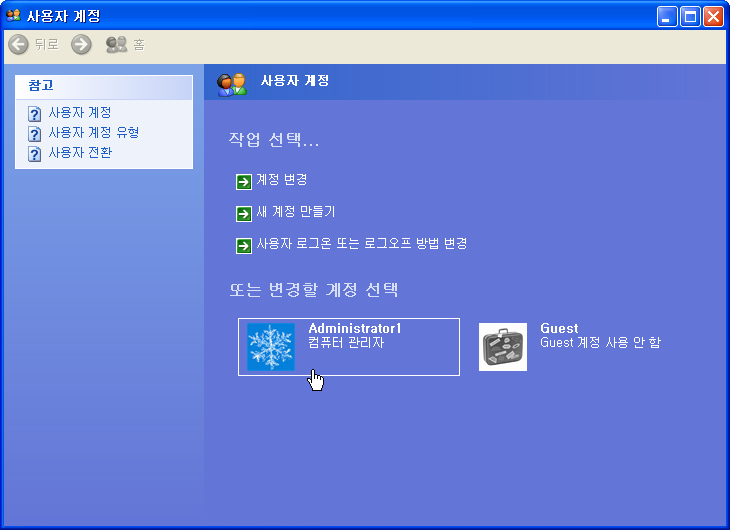 사용자 계정
뒤로
홈
참고
사용자 계정
사용자 계정 유형
사용자 전환
사용자 계정
작업 선택...
계정 변경
새 계정 만들기
사용자 로그온 또는 로그오프 방법 변경
또는 변경할 계정 선택
Administrator1
컴퓨터 관리자
Guest
Guest 계정 사용 안 함